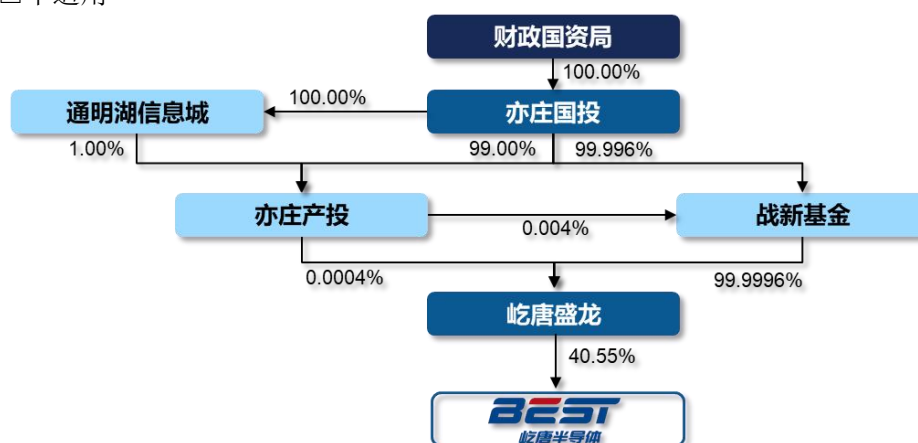 财政国资局
100.00%
通明湖信息城
100.00%
亦庄国投
1.00%
99.00%
99.996%
亦庄产投
0.004%
战新基金
0.0004%
99.9996%
屹唐盛龙
40.55%
BEST
屹唐半导体